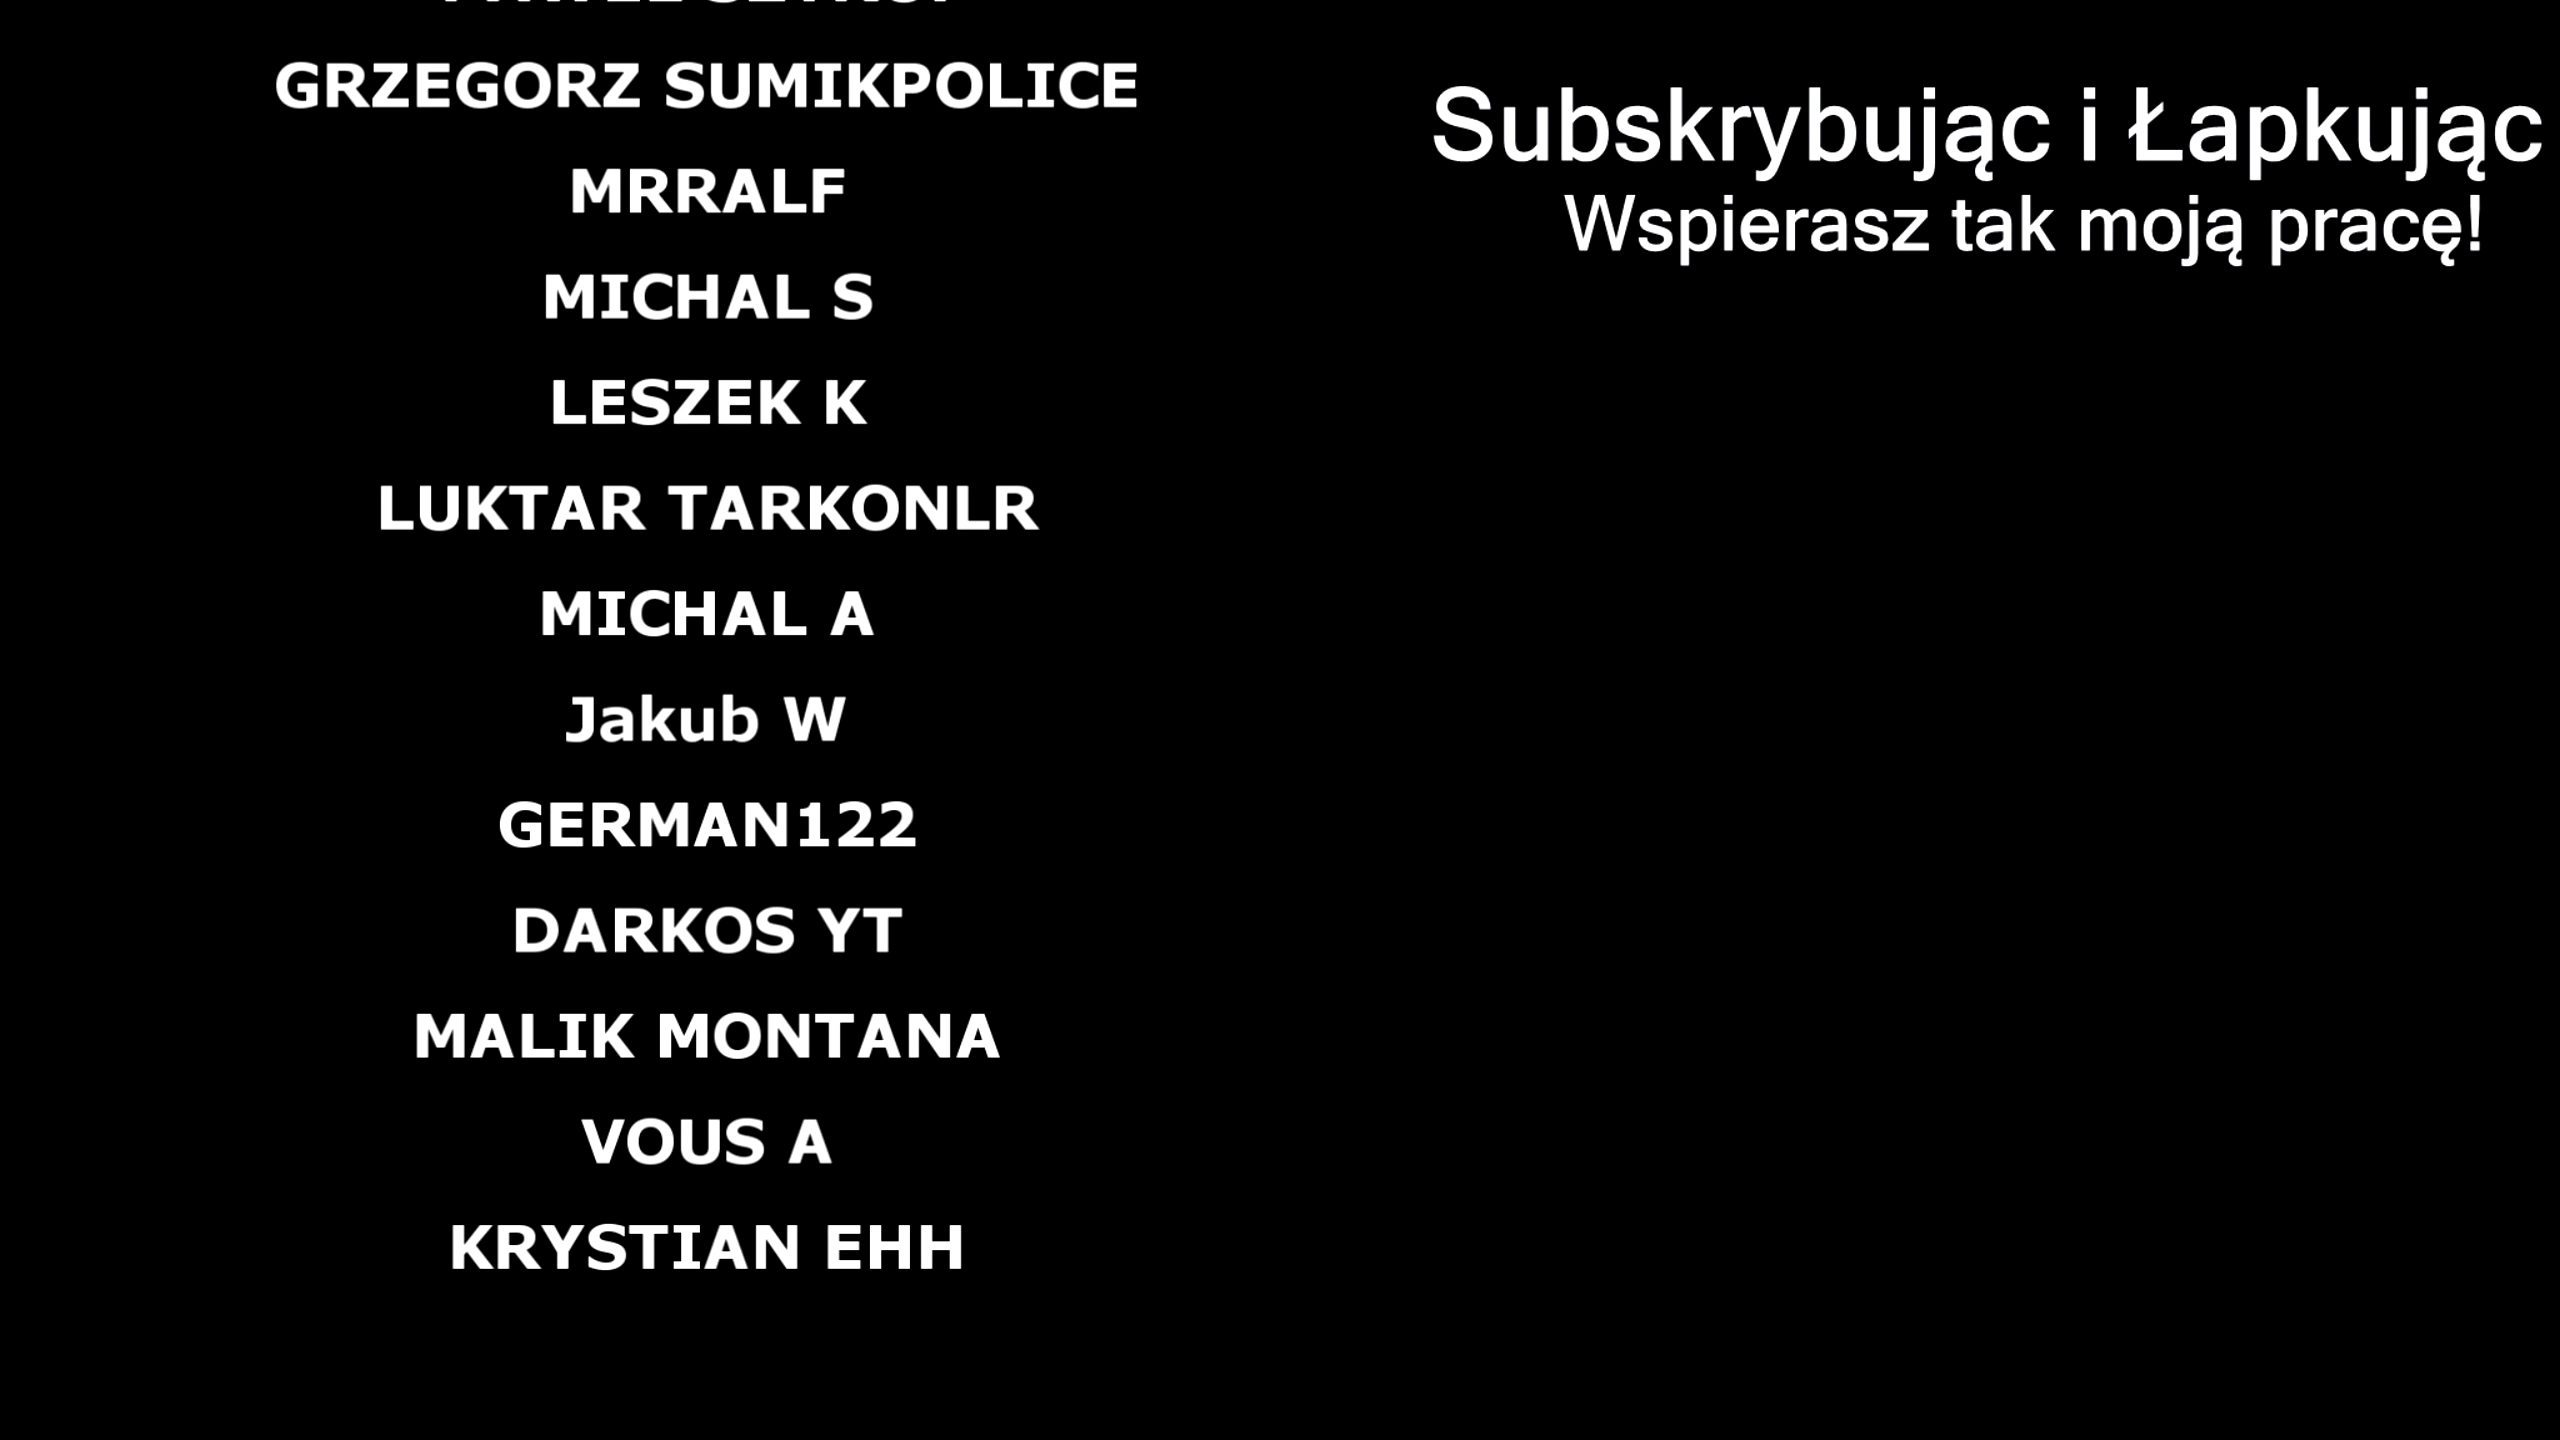 GRZEGORZ SUMIKPOLICE
MRRALF
MICHAL S
LESZEK K
LUKTAR TARKONLR
MICHAL A
Jakub W
GERMAN122
DARKOS YT
MALIK MONTANA
VOUS A
KRYSTIAN EHH
Subskrybując i Łapkując
Wspierasz tak moją pracę!